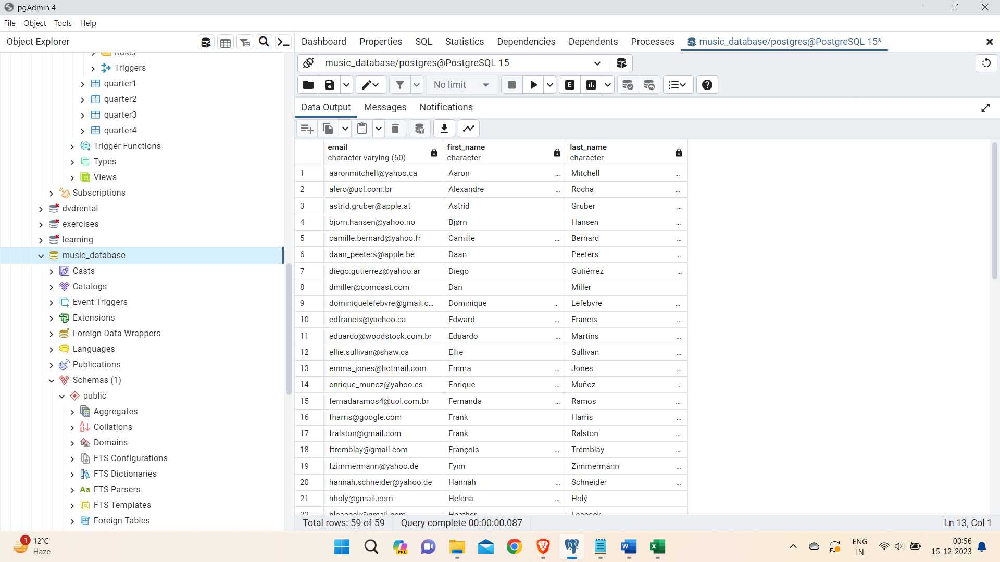 pgAdmin 4
File Object Tools Help
Object Explorer
Dashboard Properties SQL Statistics Dependencies Dependents Processes music_database/postgres@PostgreSQL 15*
Rules
Triggers
quarter1
quarter2
quarter3
quarter4
Trigger Functions
Types
Views
Subscriptions
dvdrental
exercises
learning
music_database
Casts
Catalogs
Event Triggers
Extensions
Foreign Data Wrappers
Languages
Publications
Schemas (1)
public
Aggregates
Collations
Domains
FTS Configurations
FTS Dictionaries
Aa FTS Parsers
FTS Templates
Foreign Tables
music_database/postgres@PostgreSQL 15
No limit E
Data Output Messages Notifications
email first_name last_name
character varying (50) character character
1 aaronmitchell@yahoo.ca Aaron ... Mitchell ...
2 alero@uol.com.br Alexandre ... Rocha ...
3 astrid.gruber@apple.at Astrid Gruber ...
4 bjorn.hansen@yahoo.no Bjørn Hansen ...
5 camille.bernard@yahoo.fr Camille ... Bernard ...
6 daan_peeters@apple.be Daan Peeters ...
7 diego.gutierrez@yahoo.ar Diego Gutiérrez ...
8 dmiller@comcast.com Dan Miller
9 dominiquelefebvre@gmail.c... Dominique ... Lefebvre ...
10 edfrancis@yachoo.ca Edward ... Francis ...
11 eduardo@woodstock.com.br Eduardo ... Martins ...
12 ellie.sullivan@shaw.ca Ellie Sullivan ...
13 emma_jones@hotmail.com Emma ... Jones ...
14 enrique_munoz@yahoo.es Enrique ... Muñoz ...
15 fernadaramos4@uol.com.br Fernanda ... Ramos ...
16 fharris@google.com Frank Harris ...
17 fralston@gmail.com Frank Ralston ...
18 ftremblay@gmail.com François ... Tremblay ...
19 fzimmermann@yahoo.de Fynn Zimmermann ...
20 hannah.schneider@yahoo.de Hannah ... Schneider ...
21 hholy@gmail.com Helena ... Holý
22 hleacock@gmail.com Heather Leacock
Total rows: 59 of 59 Query complete 00:00:00.087 Ln 13, Col 1
1 12°C
Haze
PRE
ENG
IN
00:56
15-12-2023